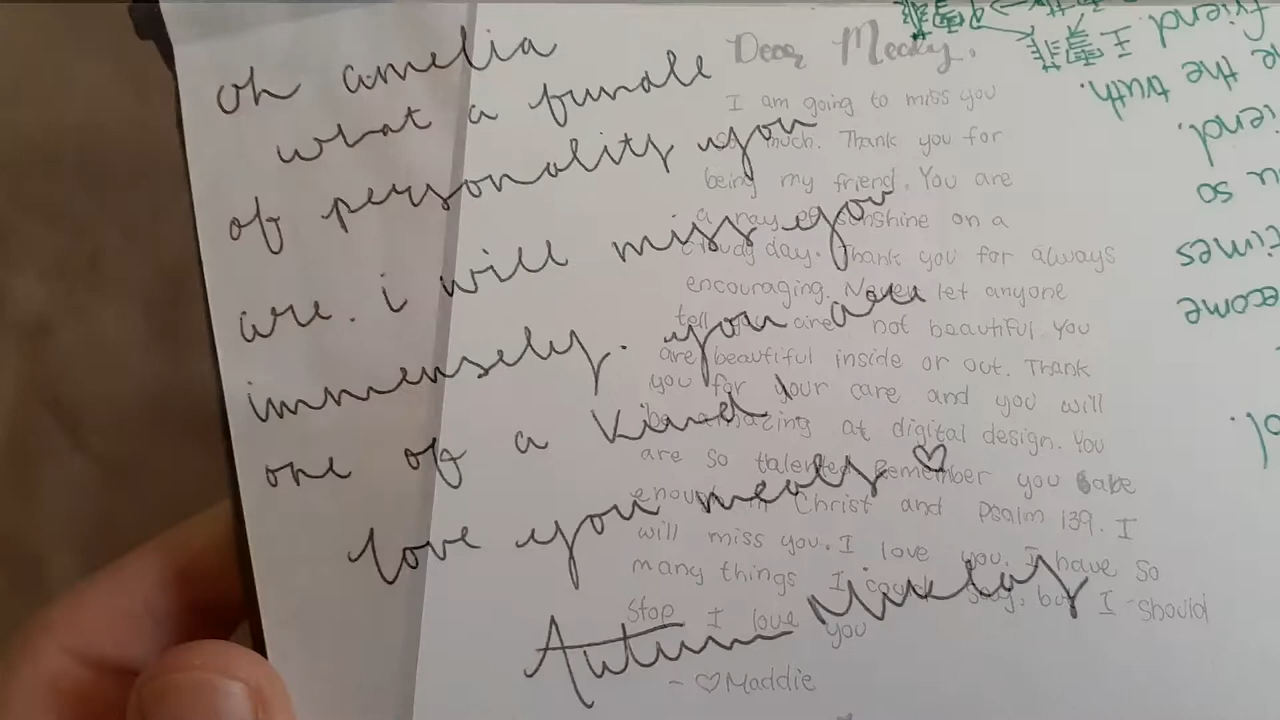 oh amelia
what a bundle
of personality you
are. i will miss you
immensely. you are
one of a kind
love you mealy ♡
Autumn
Dear Mealy,
I am going to miss you
much. Thank you for
being my friend. You are
a ray of sunshine on a
cloudy day. Thank you for always
encouraging. Never let anyone
tell you are not beautiful. You
are beautiful inside or out. Thank
you for your care and you will
be amazing at digital design. You
are so talented. Remember you are
enough in Christ and Psalm 139. I
will miss you. I love you. I have so
many things I could say, but I should
stop I love you
- ♡ Maddie
friend.
the truth.
so
times